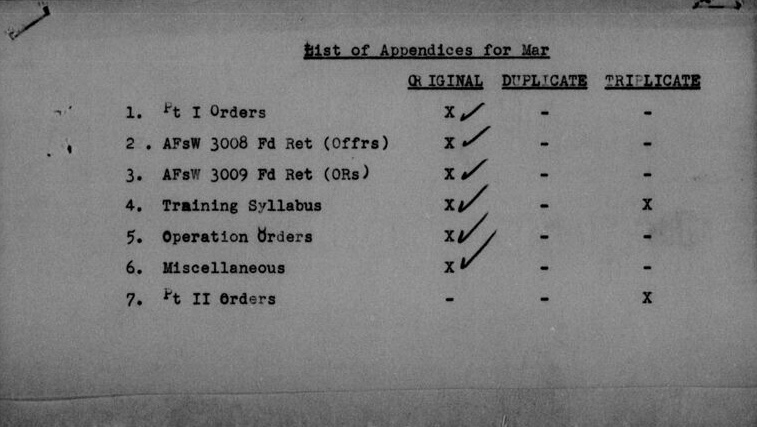 List of Appendices for Mar
ORIGINAL DUPLICATE TRIPLICATE
1. Pt I Orders X ✓ - -
2. AFsW 3008 Fd Ret (Offrs) X ✓ - -
3. AFsW 3009 Fd Ret (ORs) X ✓ - -
4. Training Syllabus X ✓ - X
5. Operation Orders X ✓ - -
6. Miscellaneous X ✓ - -
7. Pt II Orders - - X